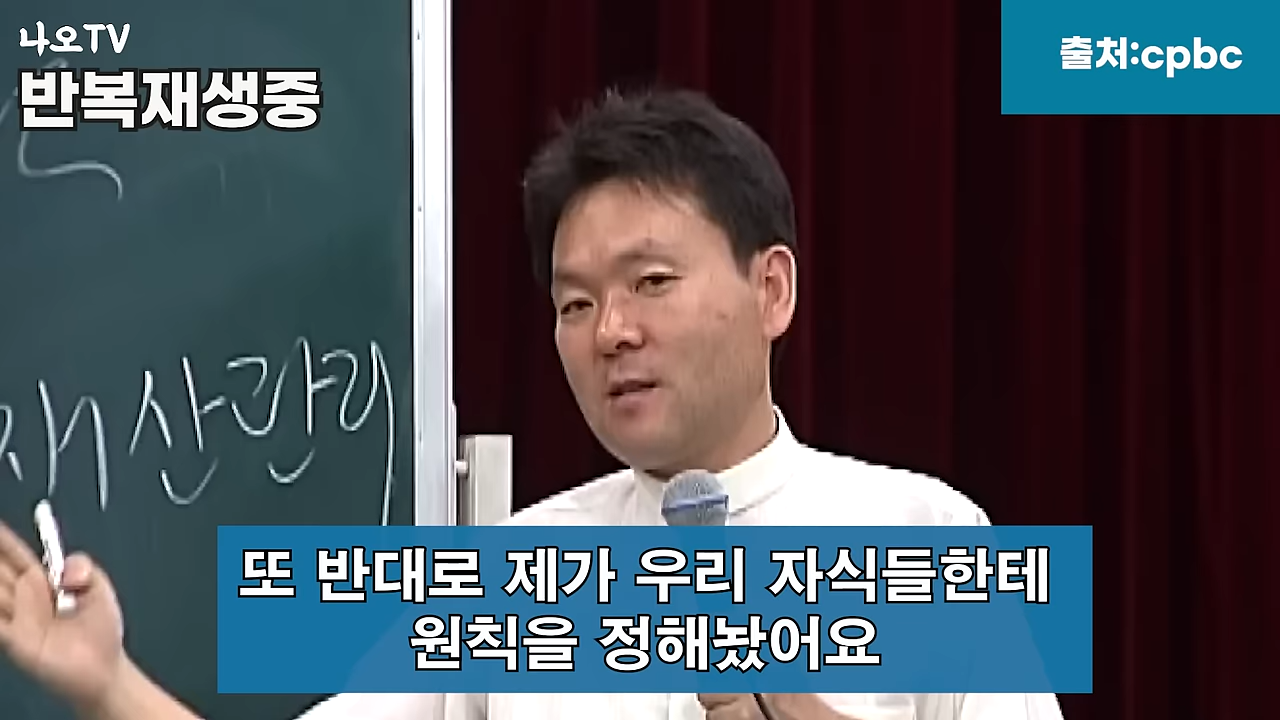 나오TV
반복재생중
출처:cpbc
재산관리
또 반대로 제가 우리 자식들한테
원칙을 정해놨어요